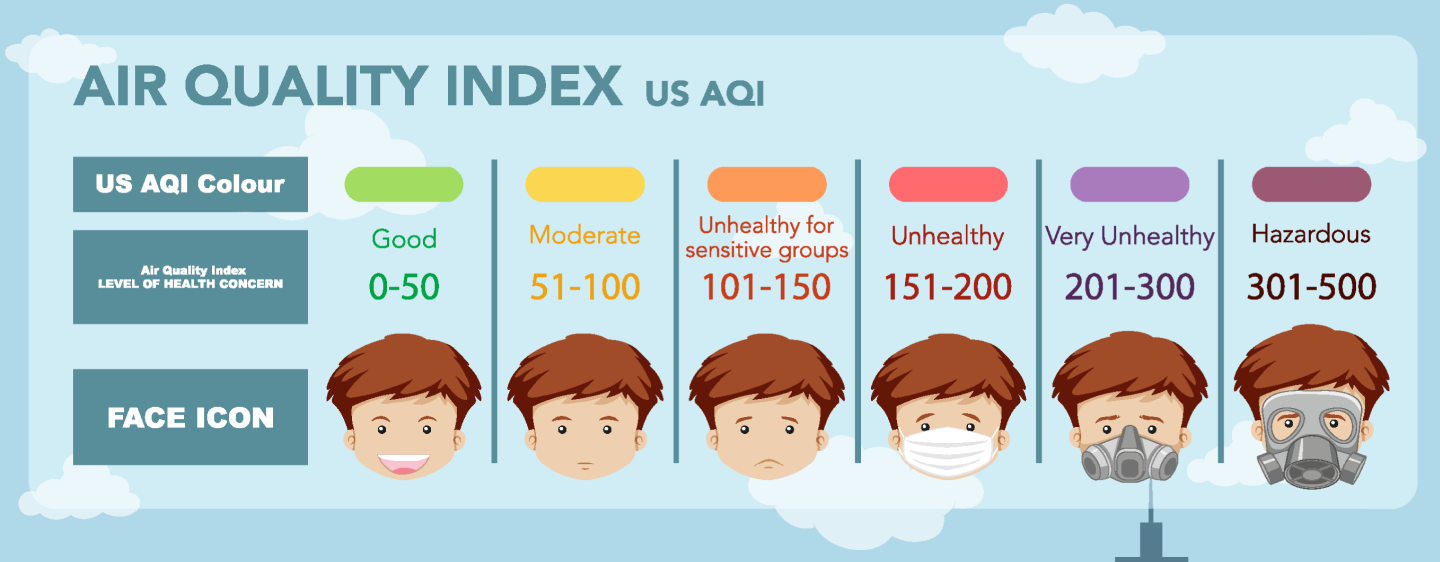 AIR QUALITY INDEX US AQI
US AQI Colour
Good
Moderate
Unhealthy for
sensitive groups
Unhealthy
Very Unhealthy
Hazardous
Air Quality Index
LEVEL OF HEALTH CONCERN
0-50
51-100
101-150
151-200
201-300
301-500
FACE ICON